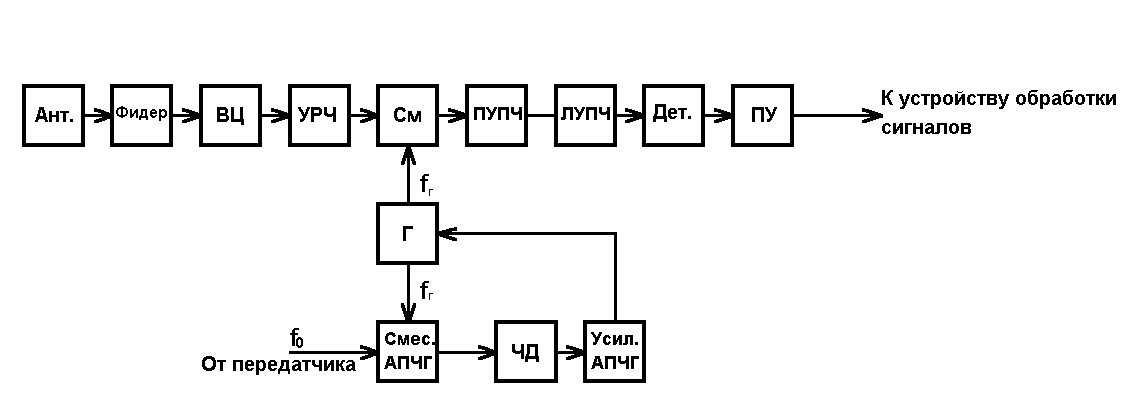 Ант.
Фидер
ВЦ
УРЧ
См
ПУПЧ
ЛУПЧ
Дет.
ПУ
К устройству обработки
сигналов
fг
Г
fг
f0
От передатчика
Смес.
АПЧГ
ЧД
Усил.
АПЧГ